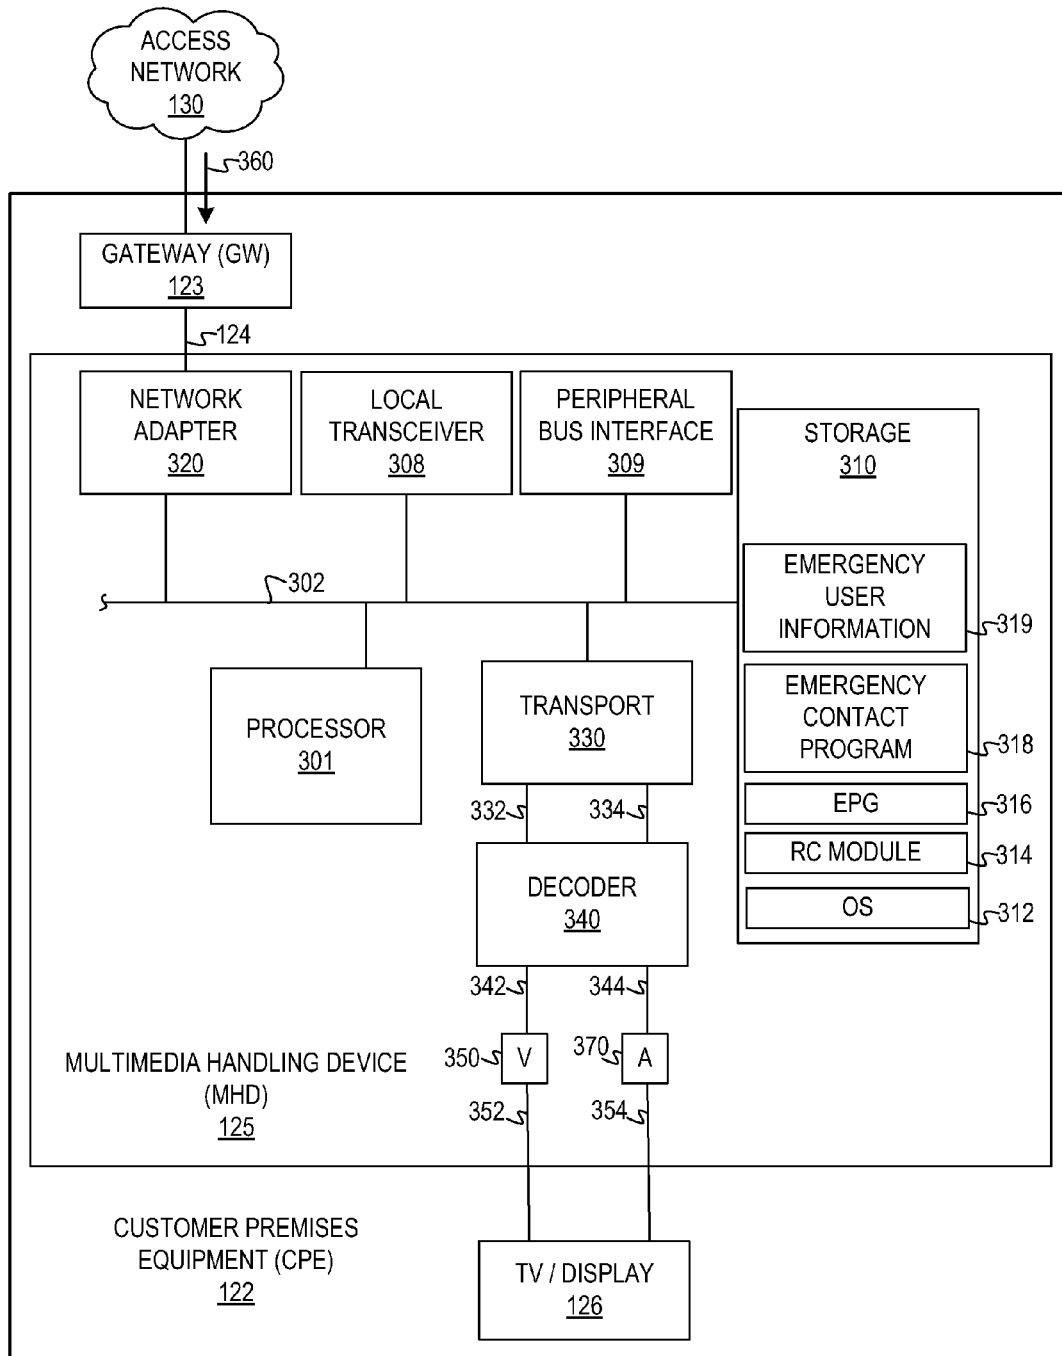 ACCESS
NETWORK
130
360
GATEWAY (GW)
123
124
NETWORK
ADAPTER
320
LOCAL
TRANSCEIVER
308
PERIPHERAL
BUS INTERFACE
309
STORAGE
310
302
EMERGENCY
USER
INFORMATION
319
PROCESSOR
301
TRANSPORT
330
EMERGENCY
CONTACT
PROGRAM
318
332
334
EPG
316
RC MODULE
314
OS
312
DECODER
340
342
344
350
V
370
A
MULTIMEDIA HANDLING DEVICE
(MHD)
125
352
354
CUSTOMER PREMISES
EQUIPMENT (CPE)
122
TV / DISPLAY
126